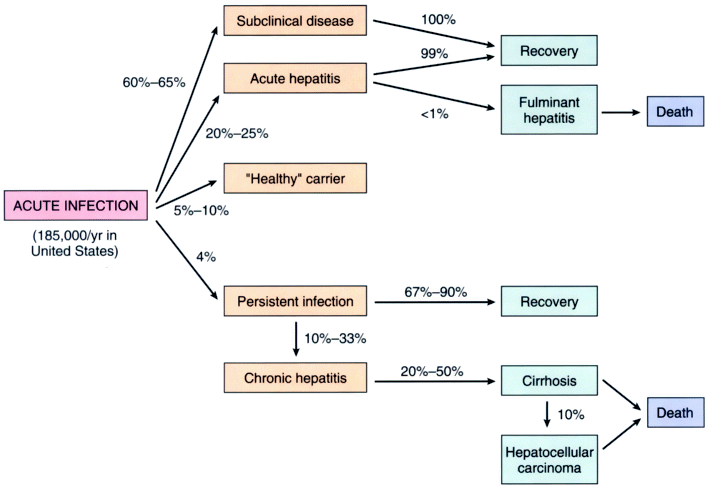 Subclinical disease
100%
Recovery
99%
60%–65%
Acute hepatitis
<1%
Fulminant
hepatitis
Death
20%–25%
"Healthy" carrier
ACUTE INFECTION
5%–10%
(185,000/yr in
United States)
4%
Persistent infection
67%–90%
Recovery
10%–33%
Chronic hepatitis
20%–50%
Cirrhosis
10%
Death
Hepatocellular
carcinoma